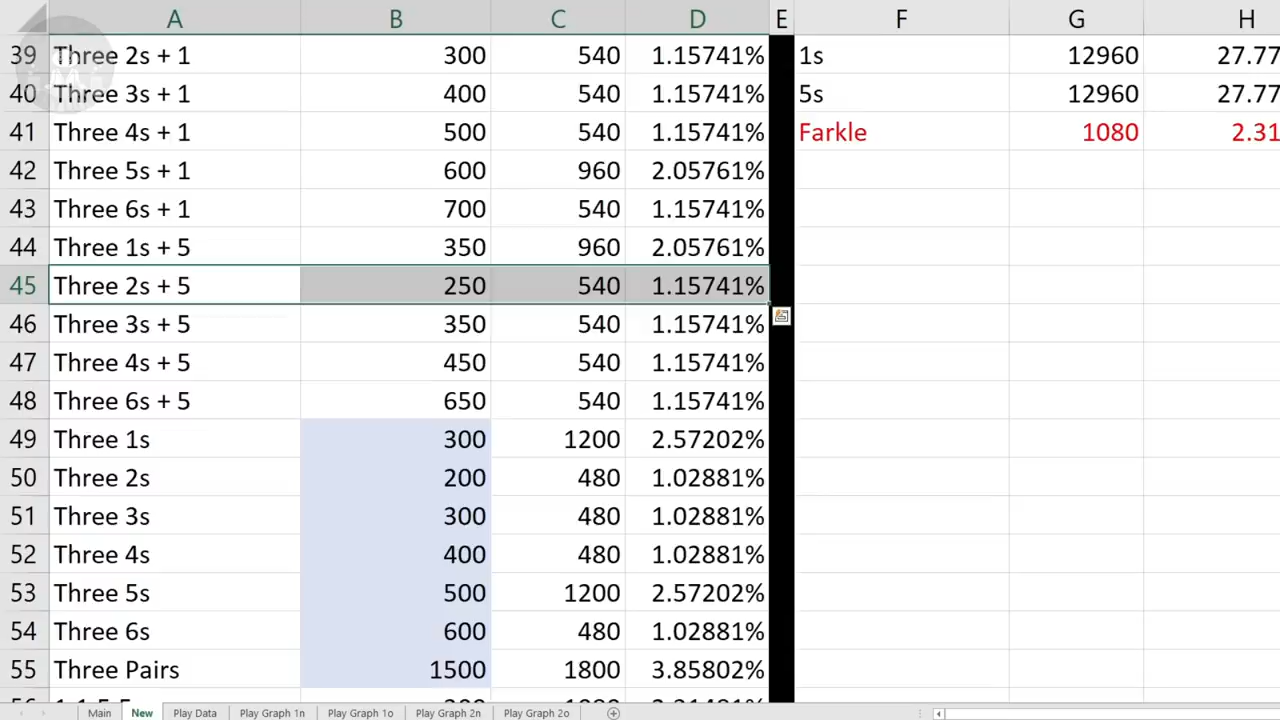 A B C D E F G H
39 Three 2s + 1 300 540 1.15741% 1s 12960 27.77
40 Three 3s + 1 400 540 1.15741% 5s 12960 27.77
41 Three 4s + 1 500 540 1.15741% Farkle 1080 2.31
42 Three 5s + 1 600 960 2.05761%
43 Three 6s + 1 700 540 1.15741%
44 Three 1s + 5 350 960 2.05761%
45 Three 2s + 5 250 540 1.15741%
46 Three 3s + 5 350 540 1.15741%
47 Three 4s + 5 450 540 1.15741%
48 Three 6s + 5 650 540 1.15741%
49 Three 1s 300 1200 2.57202%
50 Three 2s 200 480 1.02881%
51 Three 3s 300 480 1.02881%
52 Three 4s 400 480 1.02881%
53 Three 5s 500 1200 2.57202%
54 Three 6s 600 480 1.02881%
55 Three Pairs 1500 1800 3.85802%
Main New Play Data Play Graph 1n Play Graph 1o Play Graph 2n Play Graph 2o